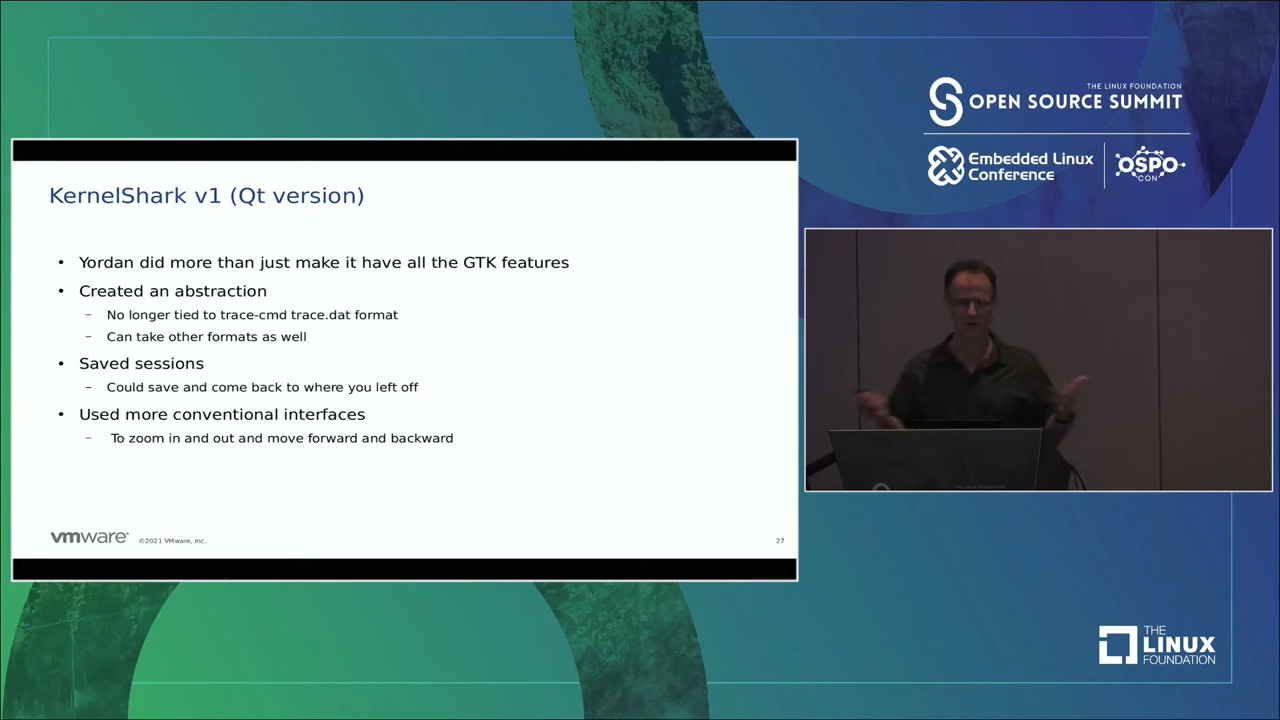 THE LINUX FOUNDATION
OPEN SOURCE SUMMIT
Embedded Linux
Conference
OSPO
CON
KernelShark v1 (Qt version)
• Yordan did more than just make it have all the GTK features
• Created an abstraction
– No longer tied to trace-cmd trace.dat format
– Can take other formats as well
• Saved sessions
– Could save and come back to where you left off
• Used more conventional interfaces
– To zoom in and out and move forward and backward
vmware®
©2021 VMware, Inc.
27
THE LINUX FOUNDATION
THE
LINUX
FOUNDATION